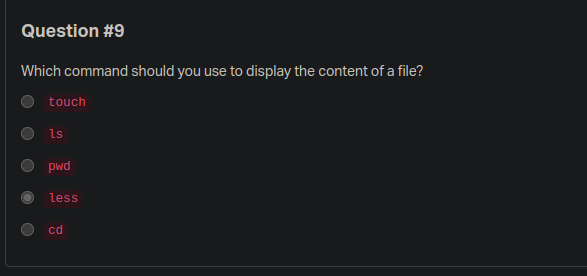 Question #9
Which command should you use to display the content of a file?
touch
ls
pwd
less
cd